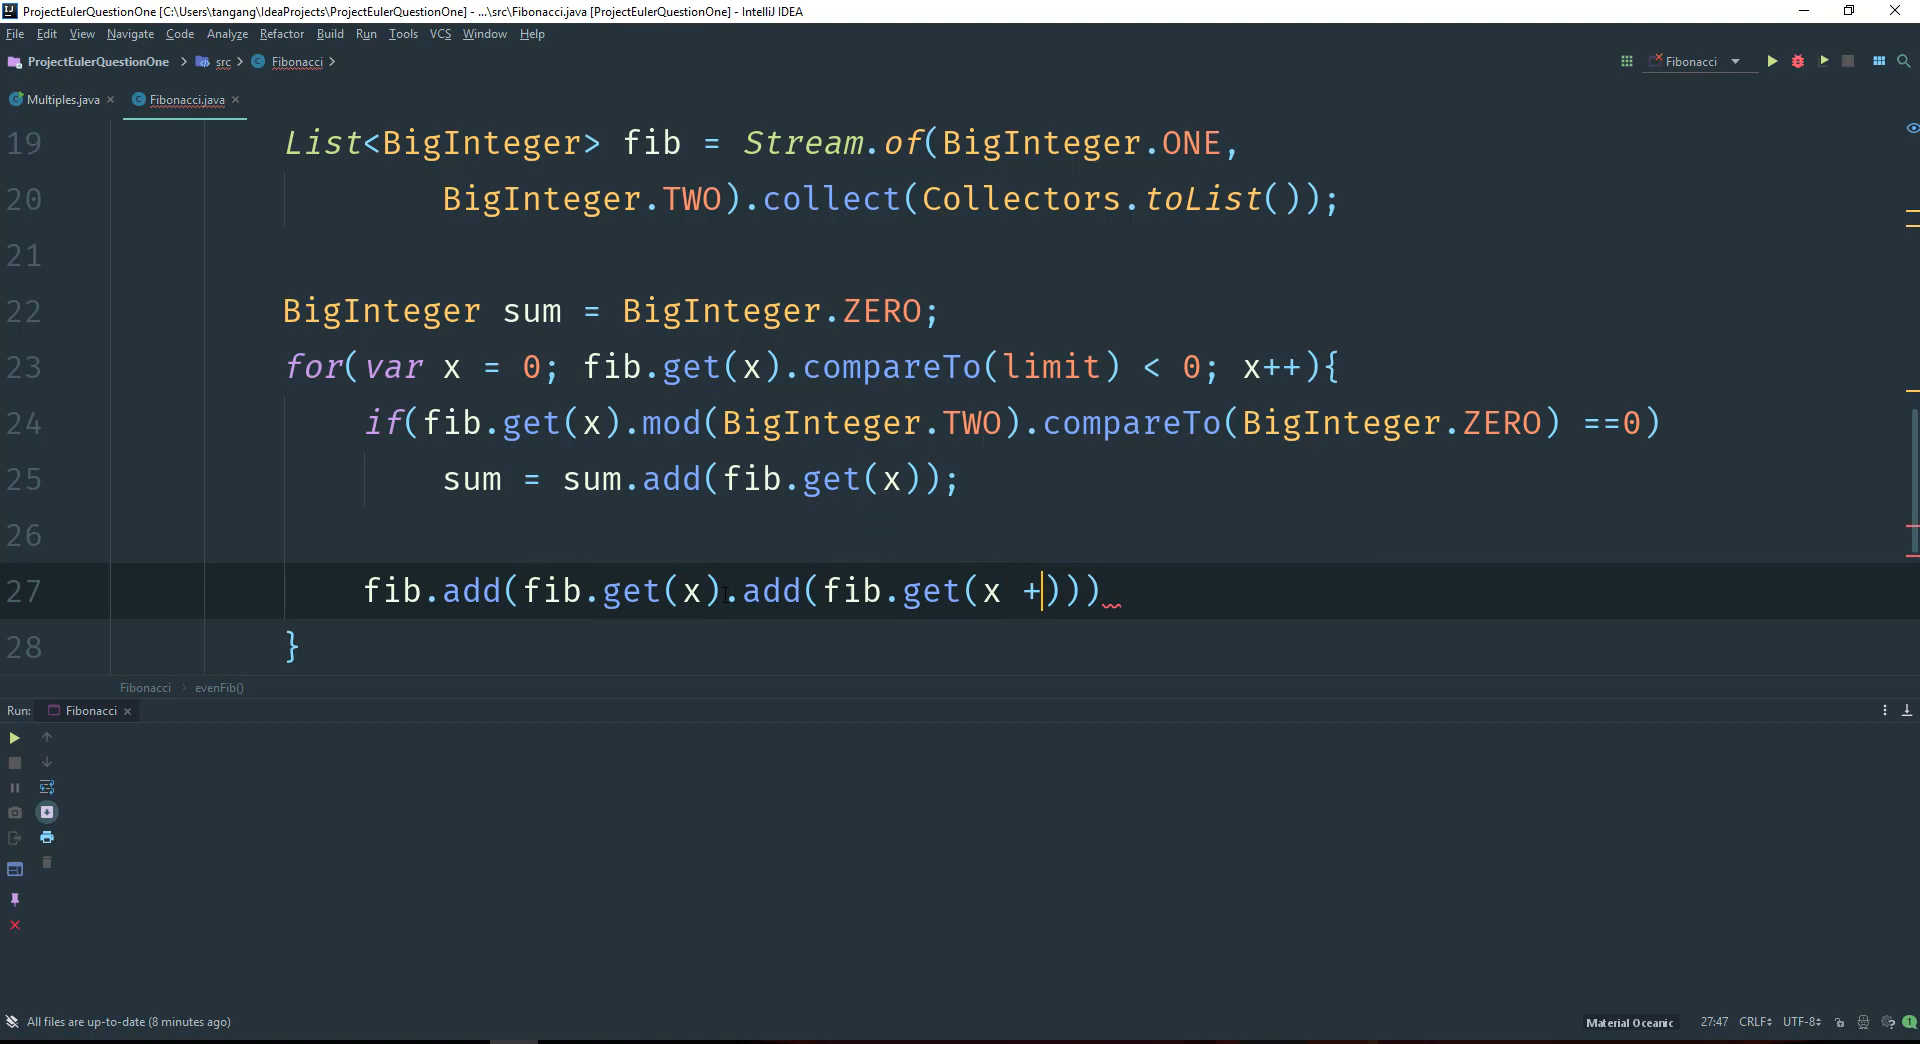 ProjectEulerQuestionOne [C:\Users\tangang\IdeaProjects\ProjectEulerQuestionOne] - ...\src\Fibonacci.java [ProjectEulerQuestionOne] - IntelliJ IDEA
File Edit View Navigate Code Analyze Refactor Build Run Tools VCS Window Help
ProjectEulerQuestionOne src Fibonacci Fibonacci
Multiples.java Fibonacci.java
19 List<BigInteger> fib = Stream.of(BigInteger.ONE,
20 BigInteger.TWO).collect(Collectors.toList());
21
22 BigInteger sum = BigInteger.ZERO;
23 for(var x = 0; fib.get(x).compareTo(limit) < 0; x++){
24 if(fib.get(x).mod(BigInteger.TWO).compareTo(BigInteger.ZERO) ==0)
25 sum = sum.add(fib.get(x));
26
27 fib.add(fib.get(x).add(fib.get(x +)))
28 }
Fibonacci evenFib()
Run: Fibonacci
All files are up-to-date (8 minutes ago) Material Oceanic 27:47 CRLF UTF-8 1